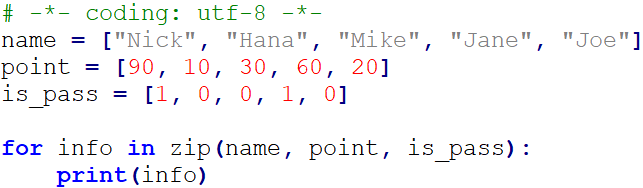 # -*- coding: utf-8 -*-
name = ["Nick", "Hana", "Mike", "Jane", "Joe"]
point = [90, 10, 30, 60, 20]
is_pass = [1, 0, 0, 1, 0]

for info in zip(name, point, is_pass):
    print(info)